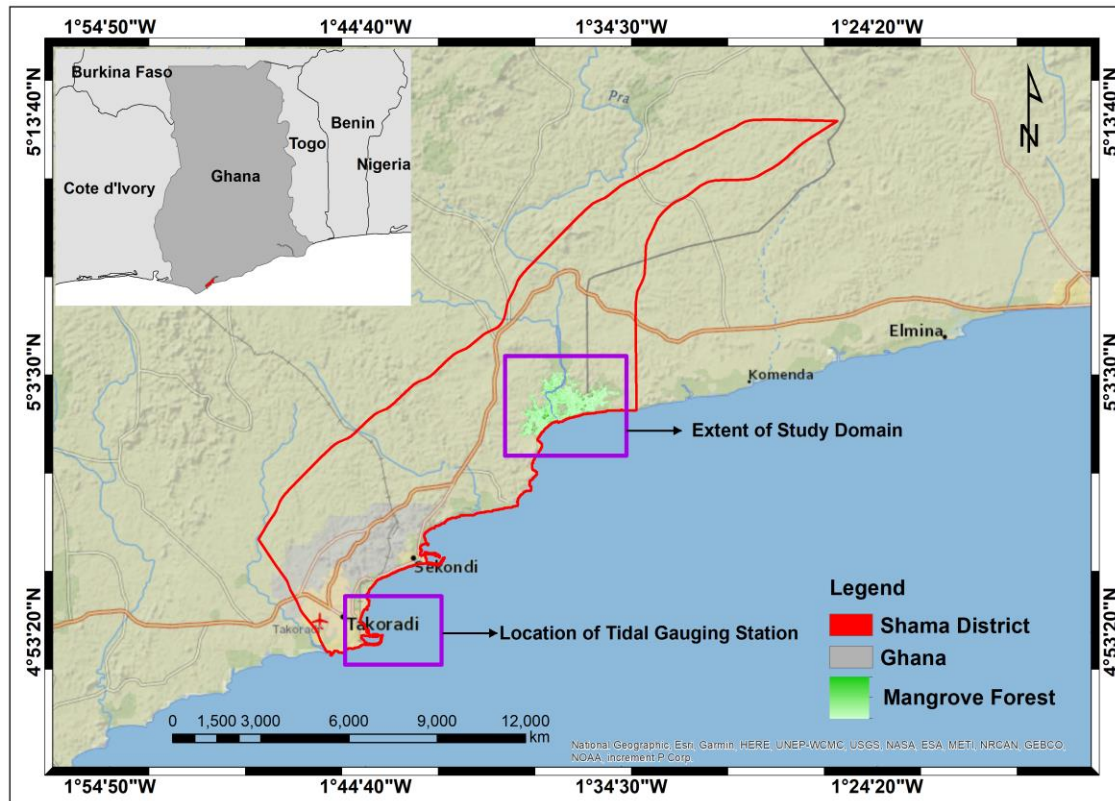 1°54'50"W
1°44'40"W
1°34'30"W
1°24'20"W
5°13'40"N
5°13'40"N
Burkina Faso
Benin
Togo
Nigeria
Ghana
Cote d'Ivory
Pra
N
Elmina
Komenda
5°3'30"N
5°3'30"N
Extent of Study Domain
Sekondi
Takoradi
Takoradi
Location of Tidal Gauging Station
4°53'20"N
4°53'20"N
Legend
Shama District
Ghana
Mangrove Forest
0 1,500 3,000 6,000 9,000 12,000
km
National Geographic, Esri, Garmin, HERE, UNEP-WCMC, USGS, NASA, ESA, METI, NRCAN, GEBCO,
NOAA, increment P Corp.
1°54'50"W
1°44'40"W
1°34'30"W
1°24'20"W